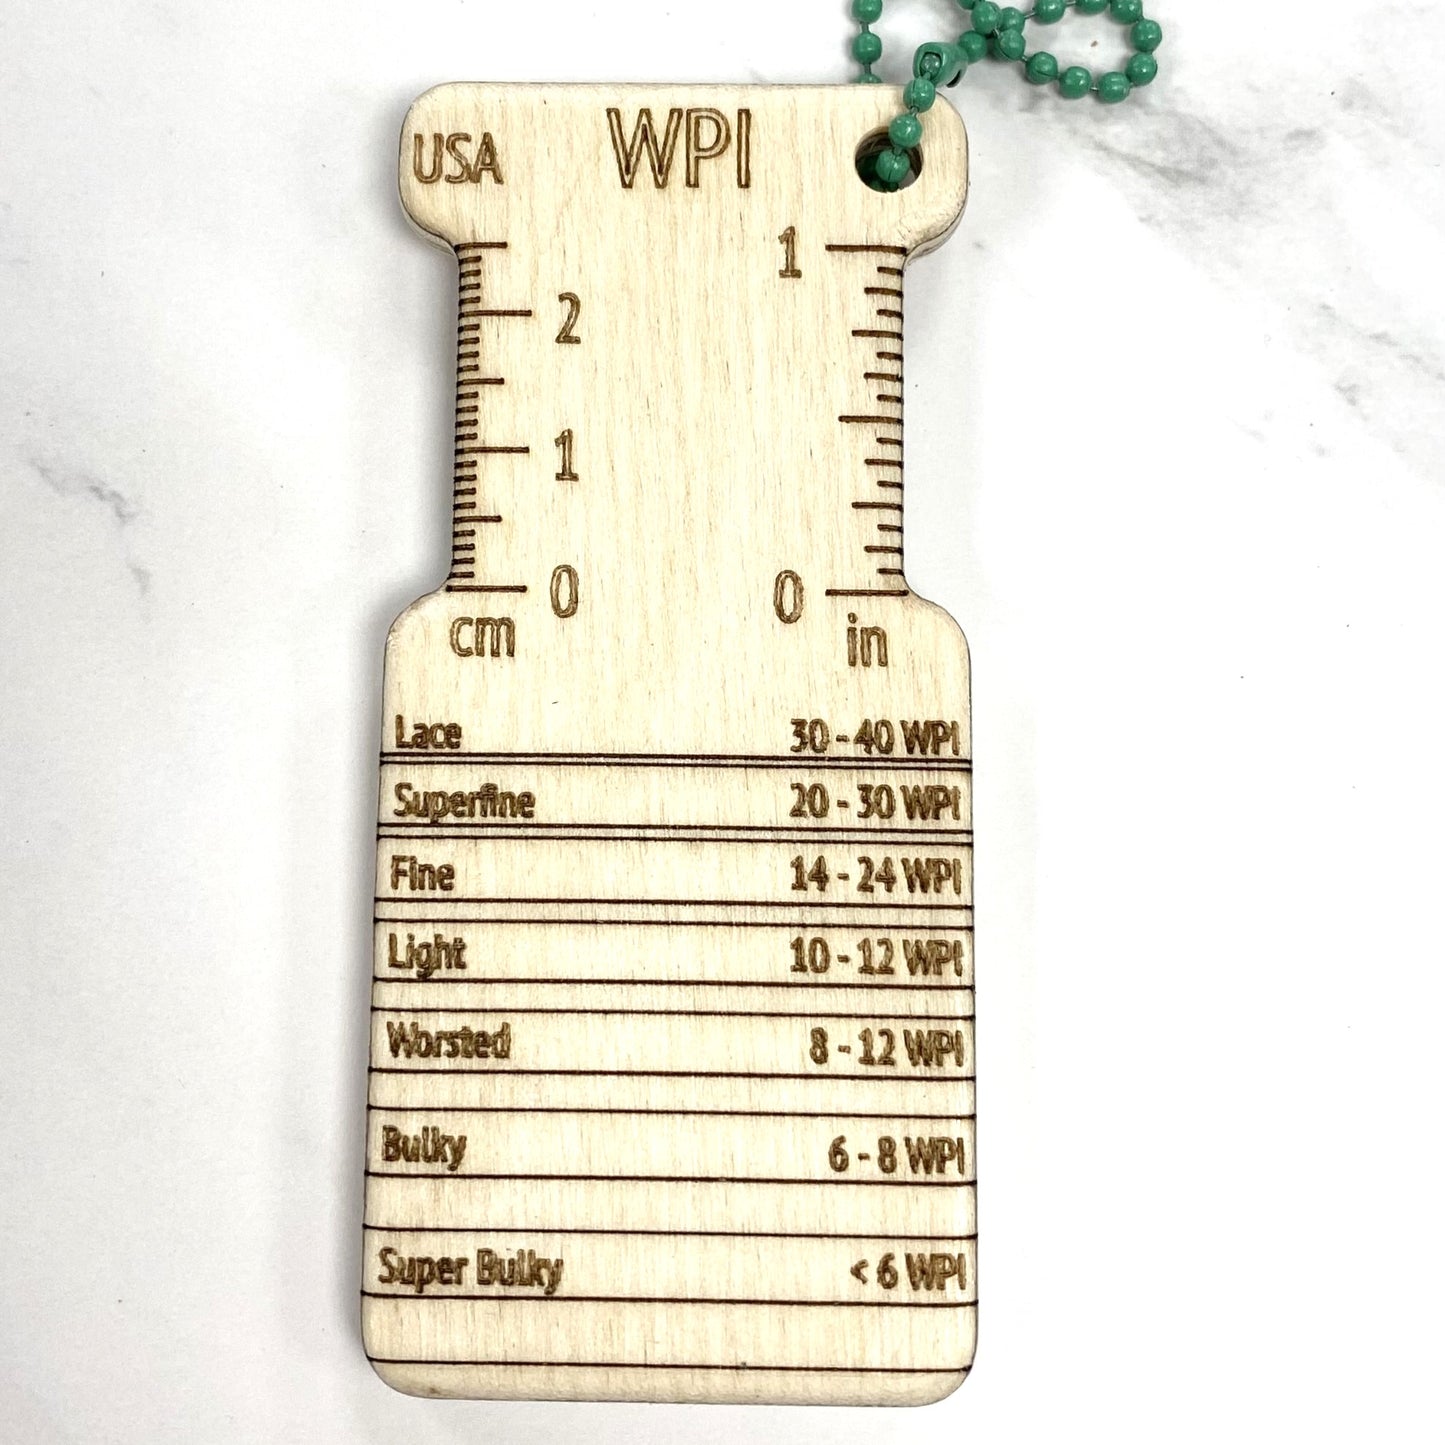 USA WPI
1
2
1
0 0
cm in
Lace 30 - 40 WPI
Superfine 20 - 30 WPI
Fine 14 - 24 WPI
Light 10 - 12 WPI
Worsted 8 - 12 WPI
Bulky 6 - 8 WPI
Super Bulky < 6 WPI